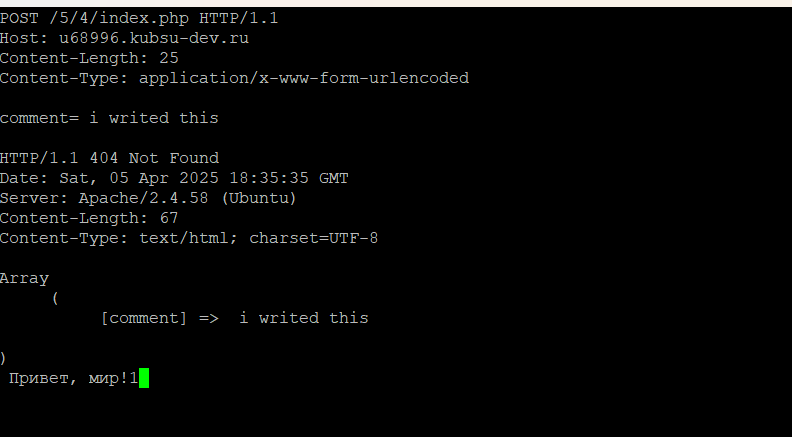 POST /5/4/index.php HTTP/1.1
Host: u68996.kubsu-dev.ru
Content-Length: 25
Content-Type: application/x-www-form-urlencoded
comment= i writed this
HTTP/1.1 404 Not Found
Date: Sat, 05 Apr 2025 18:35:35 GMT
Server: Apache/2.4.58 (Ubuntu)
Content-Length: 67
Content-Type: text/html; charset=UTF-8
Array
(
[comment] =>  i writed this
)
Привет, мир!1